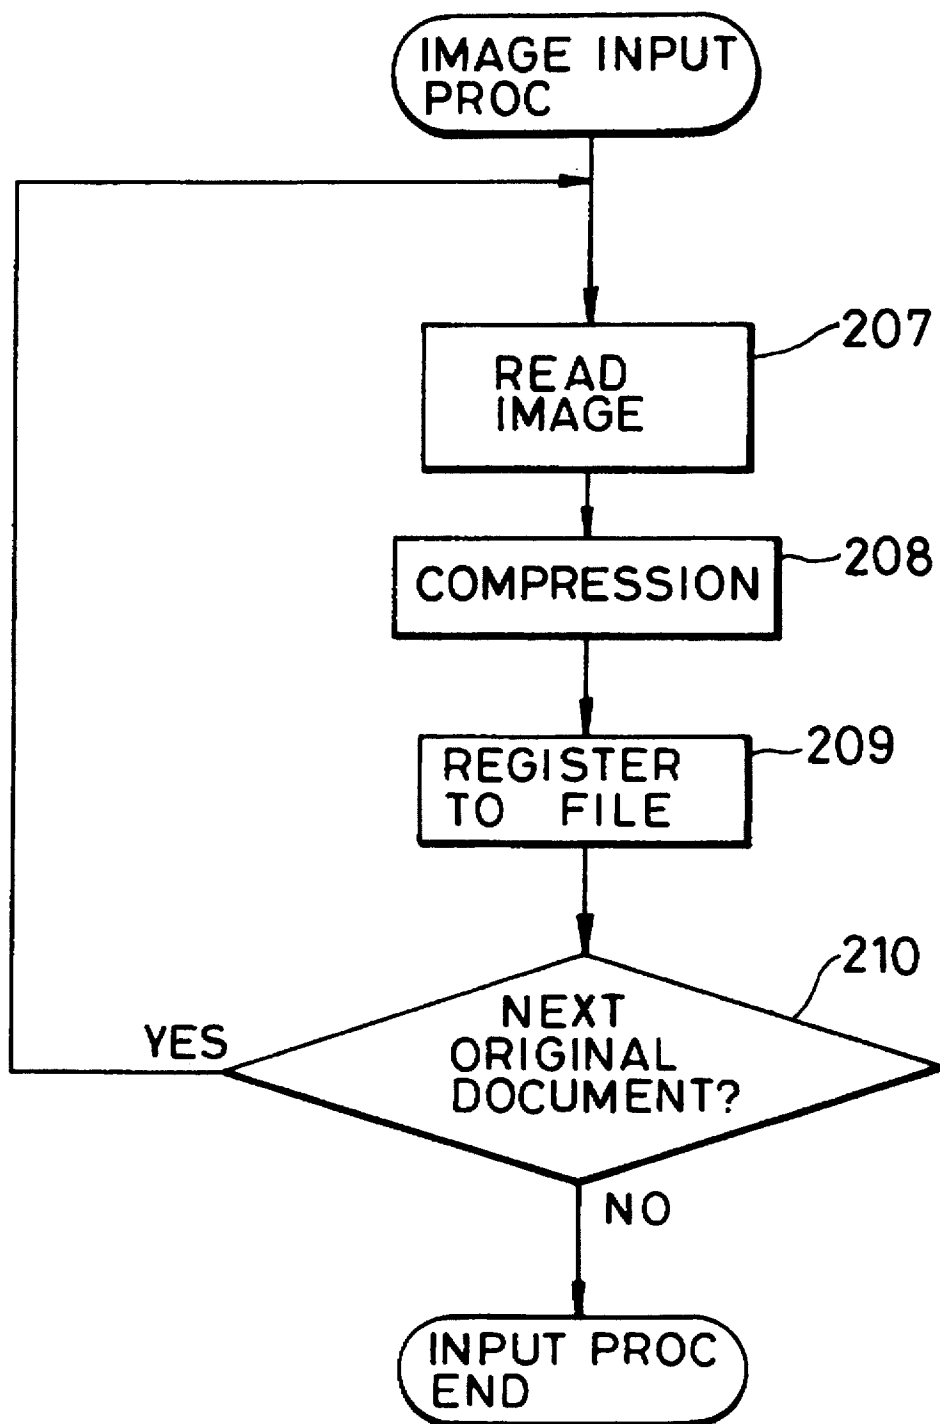 IMAGE INPUT
PROC
207
READ
IMAGE
208
COMPRESSION
209
REGISTER
TO FILE
210
NEXT
ORIGINAL
DOCUMENT?
YES
NO
INPUT PROC
END